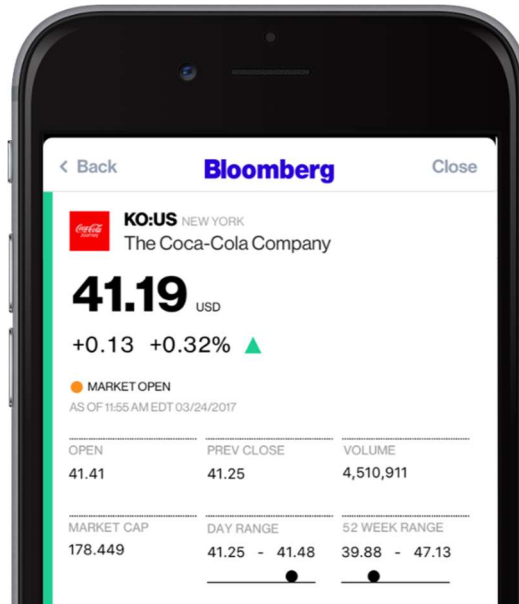 < Back
Bloomberg
Close
Coca-Cola
KO:US NEW YORK
The Coca-Cola Company
41.19 USD
+0.13 +0.32%
MARKET OPEN
AS OF 11:55 AM EDT 03/24/2017
OPEN PREV CLOSE VOLUME
41.41 41.25 4,510,911
MARKET CAP DAY RANGE 52 WEEK RANGE
178.449 41.25 - 41.48 39.88 - 47.13